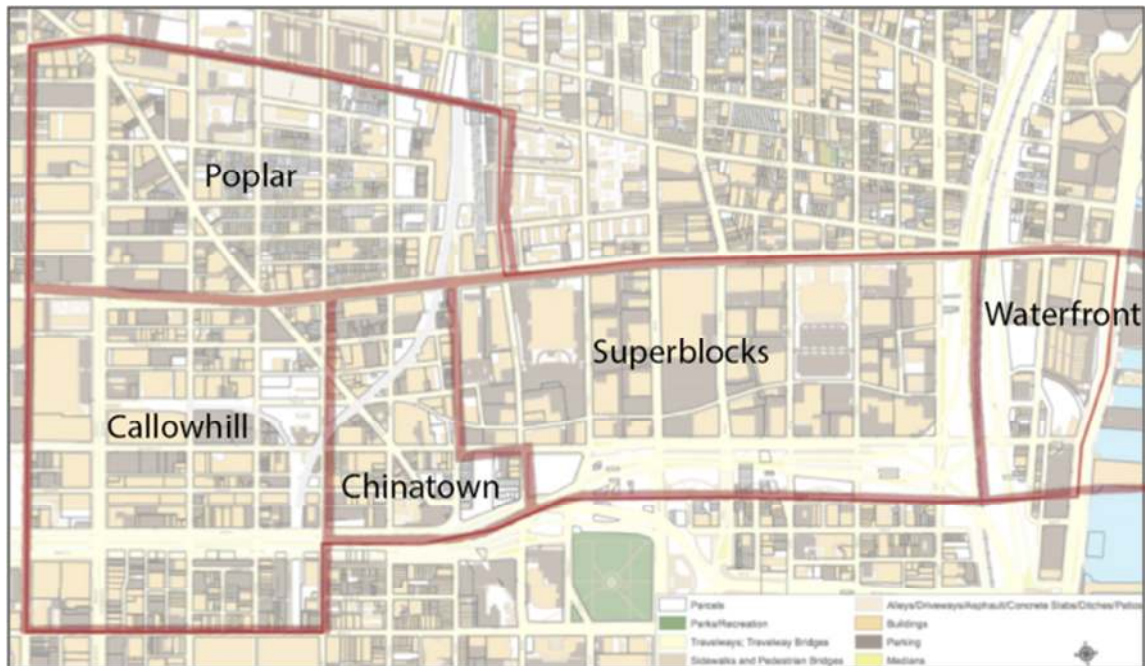 Poplar
Waterfront
Superblocks
Callowhill
Chinatown
Parcels
Parks/Recreation
Travelways; Travelway Bridges
Sidewalks and Pedestrian Bridges
Alleys/Driveways/Asphalt/Concrete Slabs/Ditches/Patios
Buildings
Parking
Medians